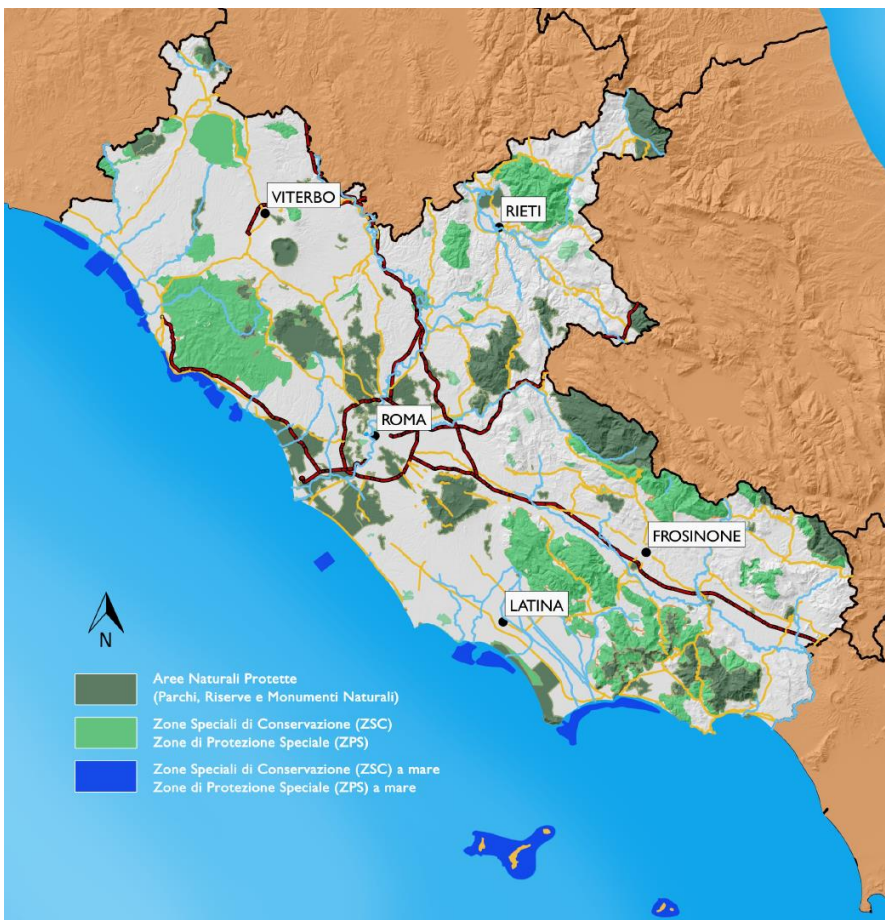 VITERBO
RIETI
ROMA
FROSINONE
LATINA
N
Aree Naturali Protette
(Parchi, Riserve e Monumenti Naturali)
Zone Speciali di Conservazione (ZSC)
Zone di Protezione Speciale (ZPS)
Zone Speciali di Conservazione (ZSC) a mare
Zone di Protezione Speciale (ZPS) a mare